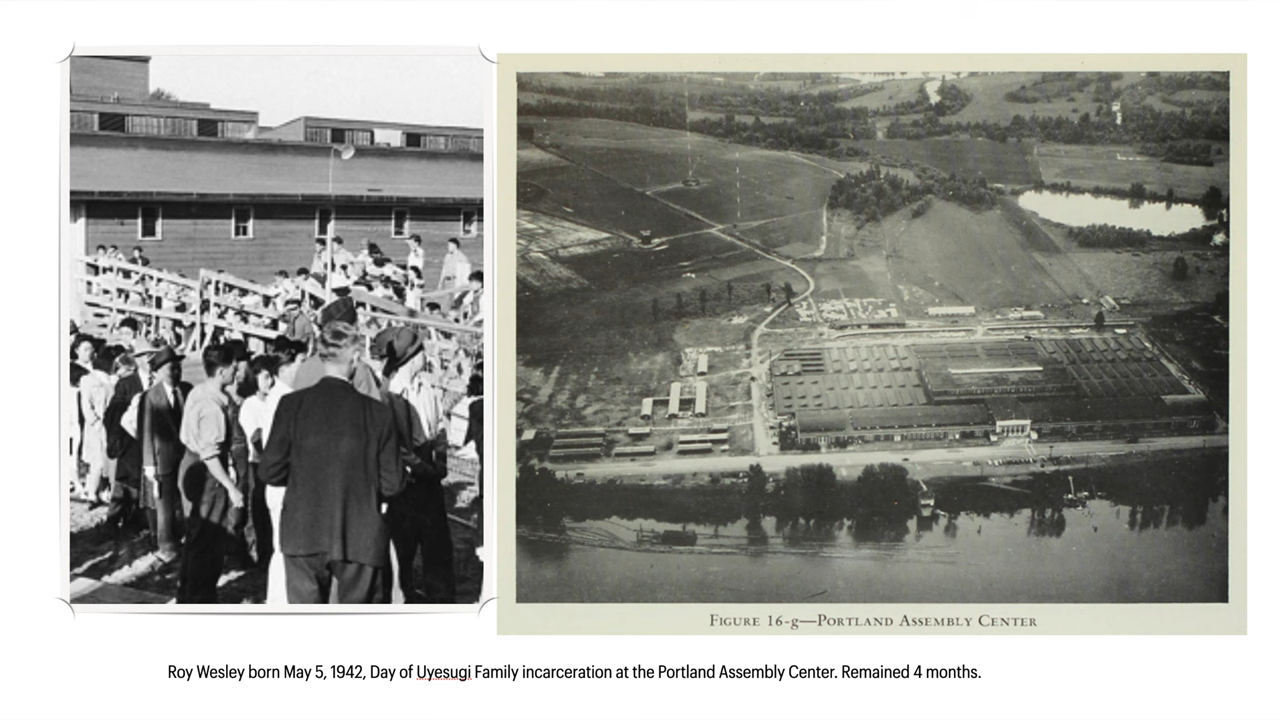 FIGURE 16-g—PORTLAND ASSEMBLY CENTER
Roy Wesley born May 5, 1942, Day of Uyesugi Family incarceration at the Portland Assembly Center. Remained 4 months.